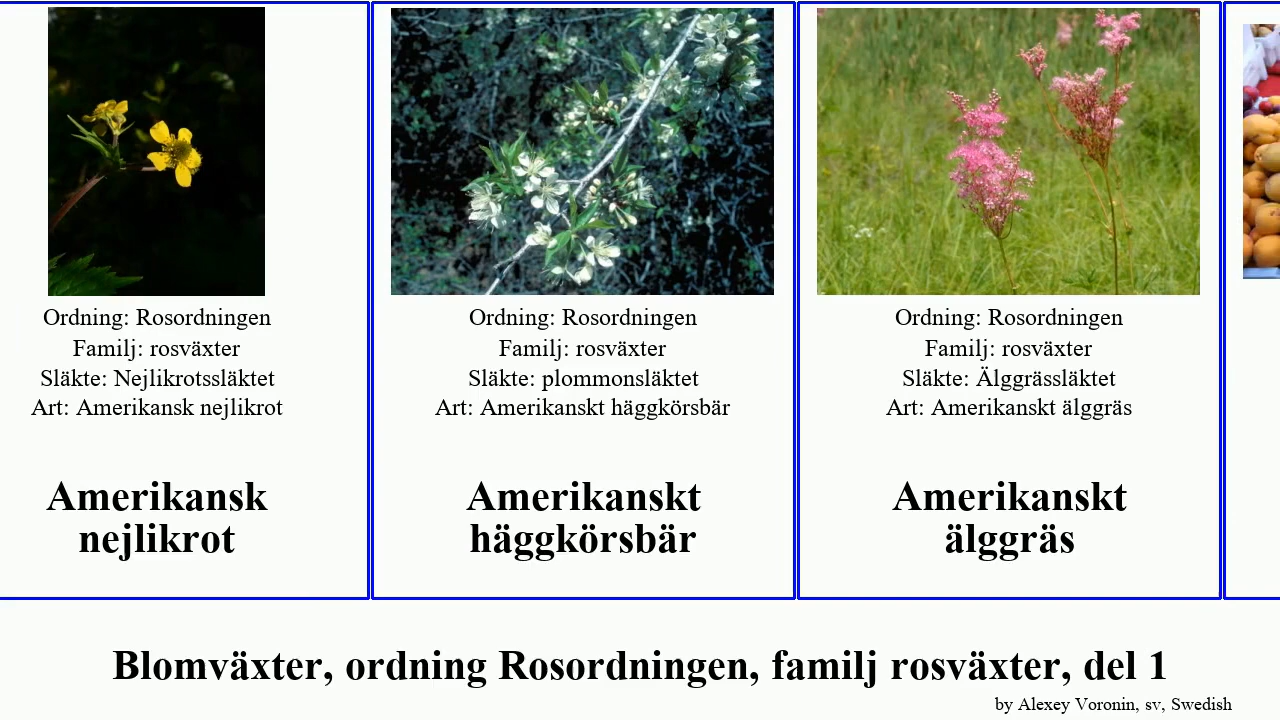 Ordning: Rosordningen
Familj: rosväxter
Släkte: Nejlikrotssläktet
Art: Amerikansk nejlikrot
Amerikansk
nejlikrot
Ordning: Rosordningen
Familj: rosväxter
Släkte: plommonsläktet
Art: Amerikanskt häggkörsbär
Amerikanskt
häggkörsbär
Ordning: Rosordningen
Familj: rosväxter
Släkte: Älggrässläktet
Art: Amerikanskt älggräs
Amerikanskt
älggräs
Blomväxter, ordning Rosordningen, familj rosväxter, del 1
by Alexey Voronin, sv, Swedish